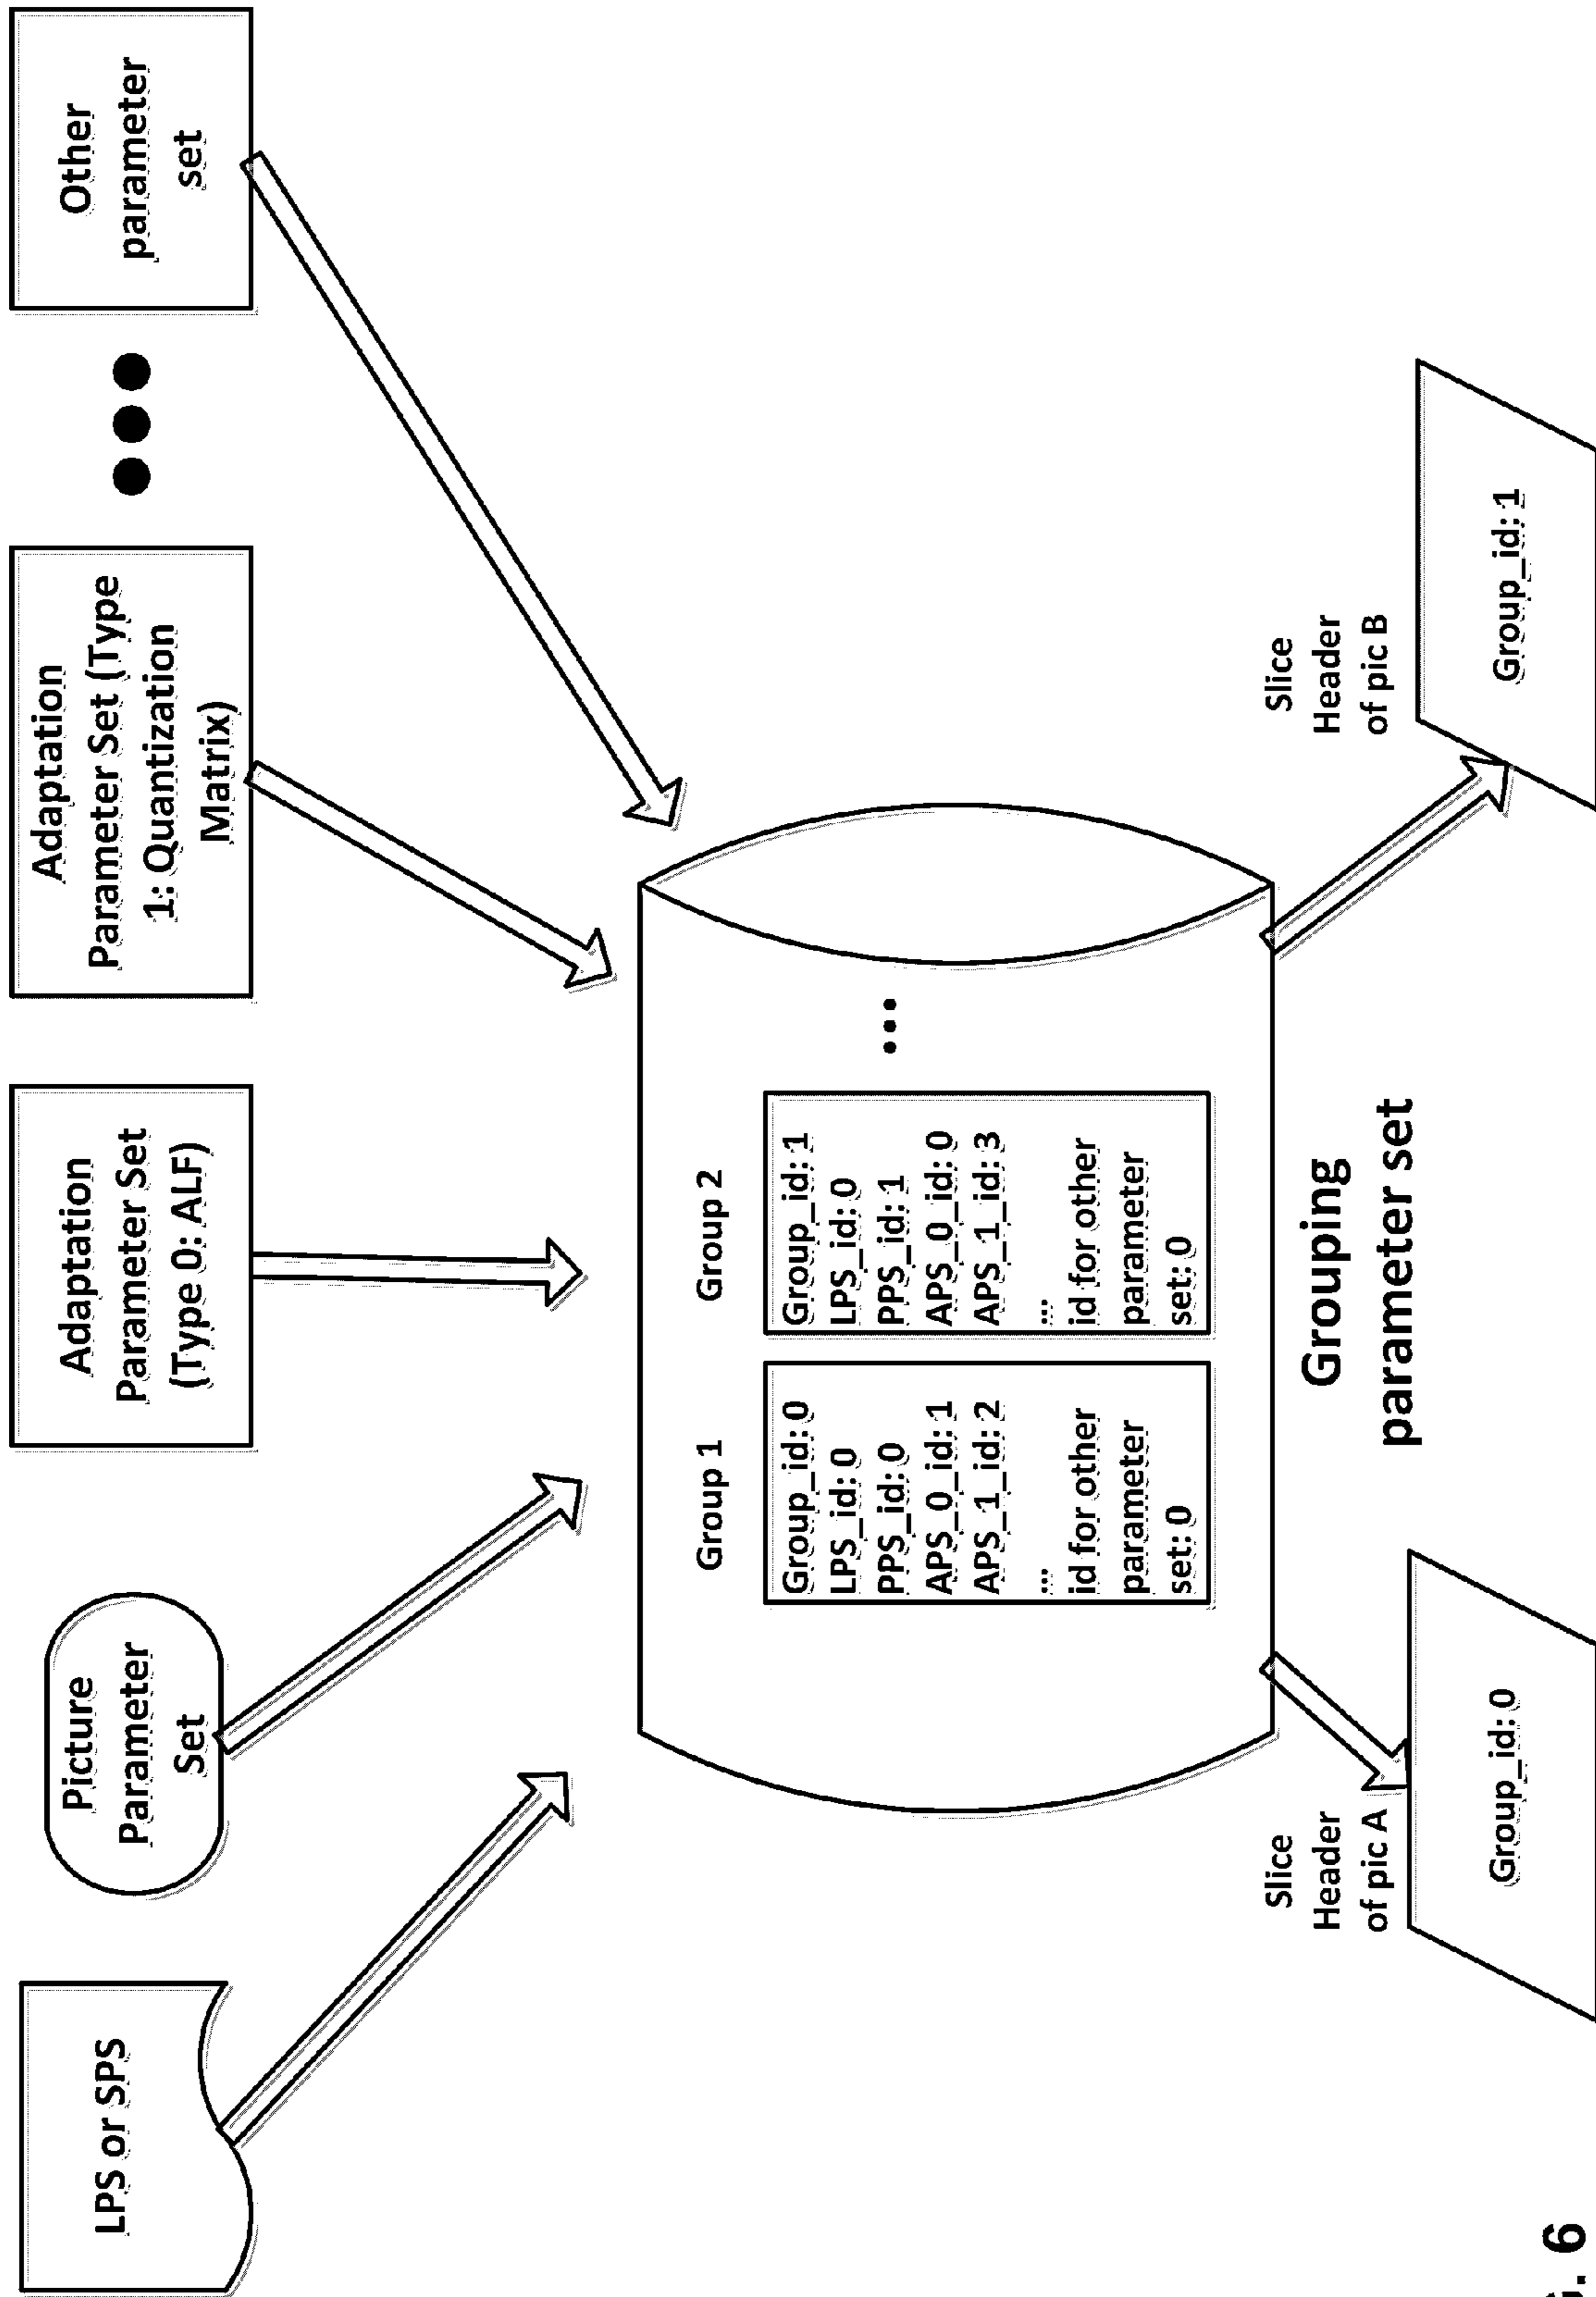 LPS or SPS
Picture
Parameter
Set
Adaptation
Parameter Set
(Type 0: ALF)
Adaptation
Parameter Set (Type
1: Quantization
Matrix)
Other
parameter
set
Group 1
Group_id: 0
LPS_id: 0
PPS_id: 0
APS_0_id: 1
APS_1_id: 2
...
id for other
parameter
set: 0
Group 2
Group_id: 1
LPS_id: 0
PPS_id: 1
APS_0_id: 0
APS_1_id: 3
...
id for other
parameter
set: 0
...
Grouping
parameter set
Slice
Header
of pic A
Group_id: 0
Slice
Header
of pic B
Group_id: 1
6